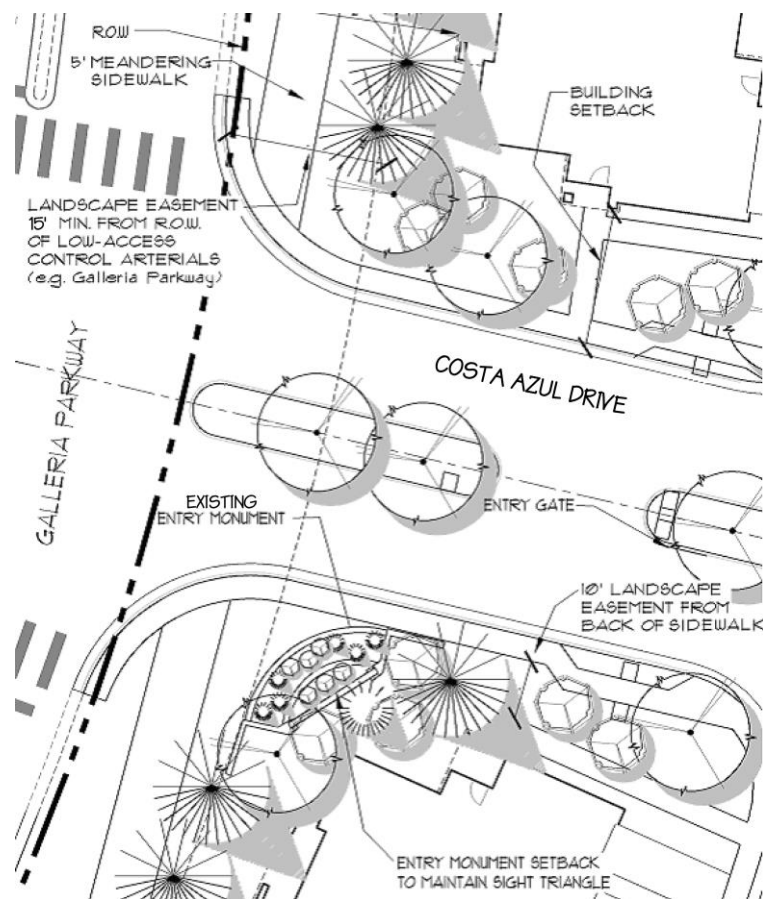 R.O.W
5' MEANDERING
SIDEWALK
BUILDING
SETBACK
LANDSCAPE EASEMENT
15' MIN. FROM R.O.W.
OF LOW-ACCESS
CONTROL ARTERIALS
(e.g. Galleria Parkway)
GALLERIA PARKWAY
COSTA AZUL DRIVE
EXISTING
ENTRY MONUMENT
ENTRY GATE
10' LANDSCAPE
EASEMENT FROM
BACK OF SIDEWALK
ENTRY MONUMENT SETBACK
TO MAINTAIN SIGHT TRIANGLE